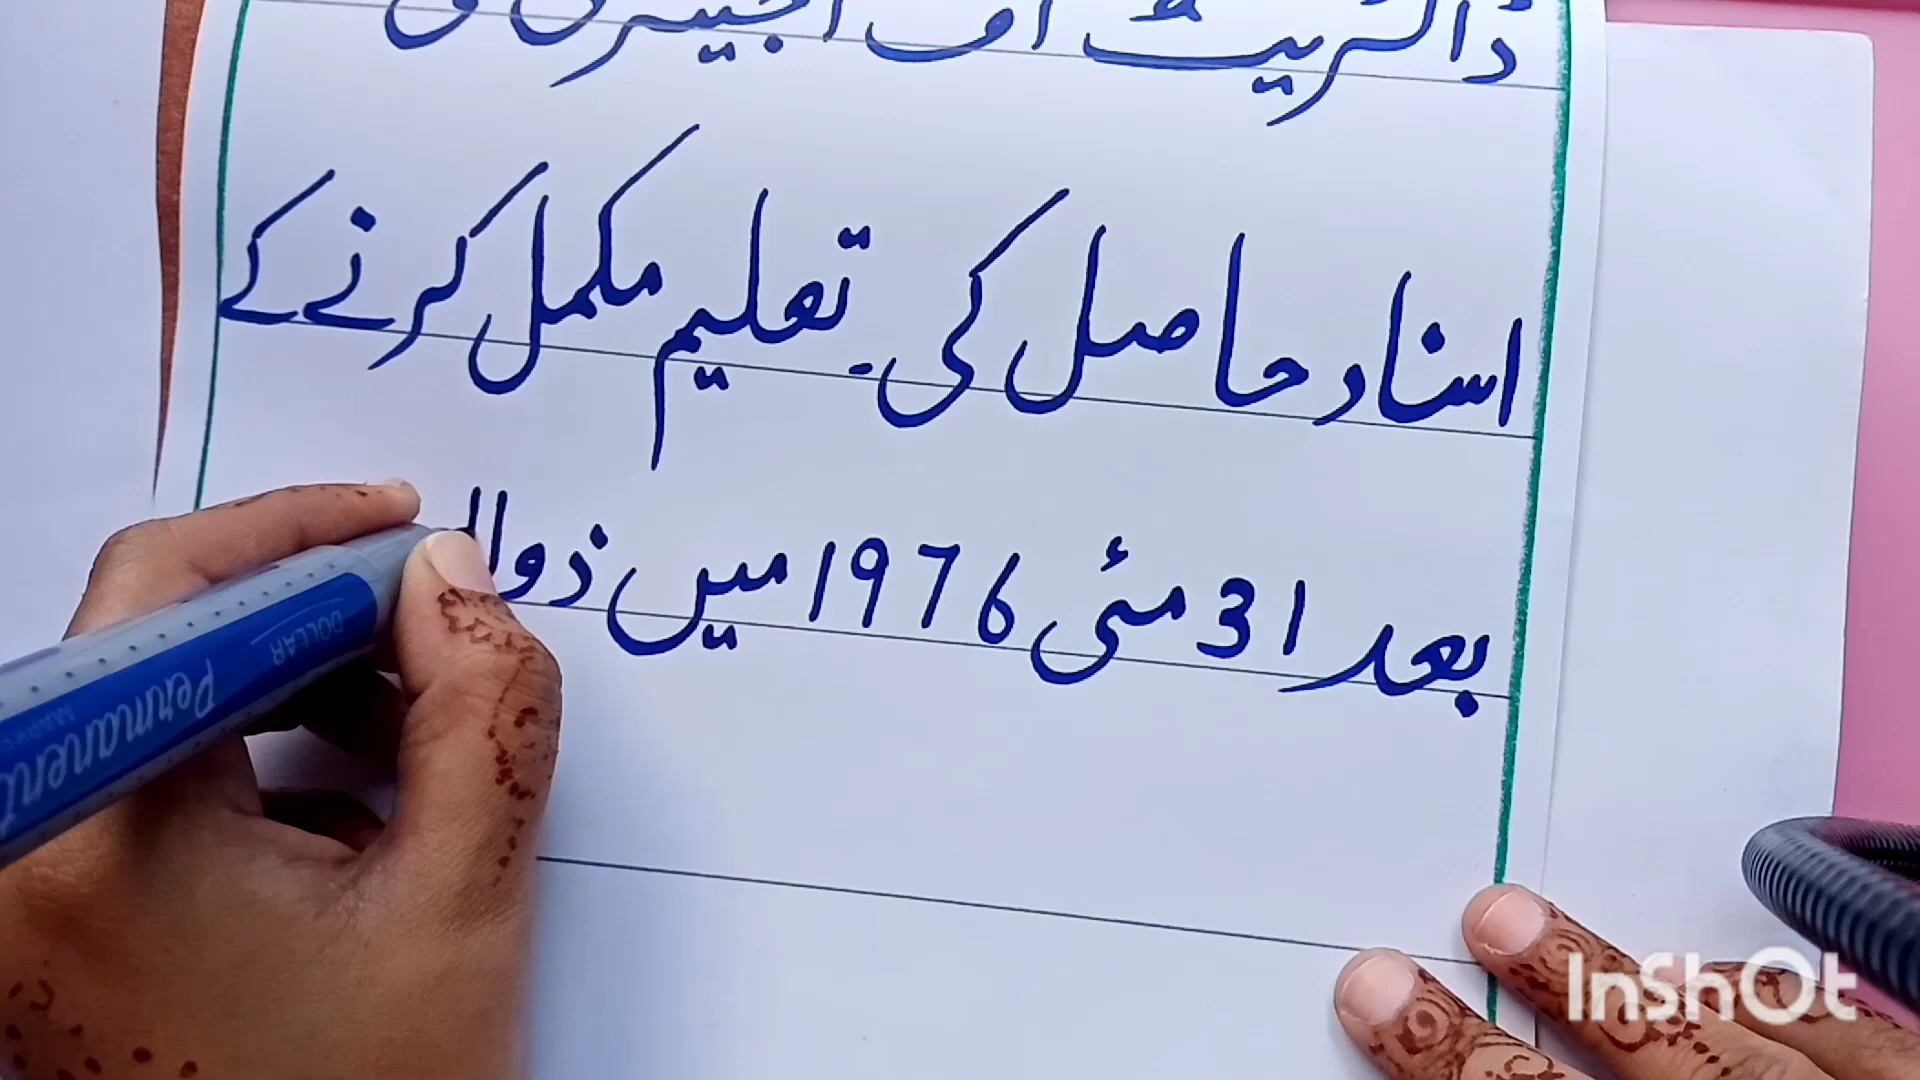 ڈاکٹریٹ آف انجینئرنگ کی
اسناد حاصل کی۔ تعلیم مکمل کرنے کے
بعد 31 مئی 1976 میں ذوال
DOLLAR
Permanent
InShOt